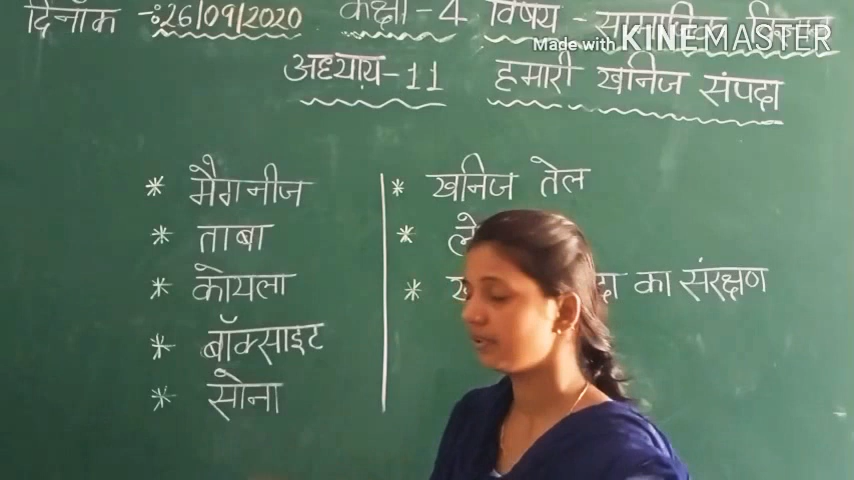 दिनाँक -: 26/09/2020 कक्षा - 4 विषय - सामाजिक विज्ञान
Made with KINEMASTER
अध्याय - 11 हमारी खनिज संपदा
* मैगनीज
* ताबा
* कोयला
* बॉक्साइट
* सोना
* खनिज तेल
*
* का संरक्षण